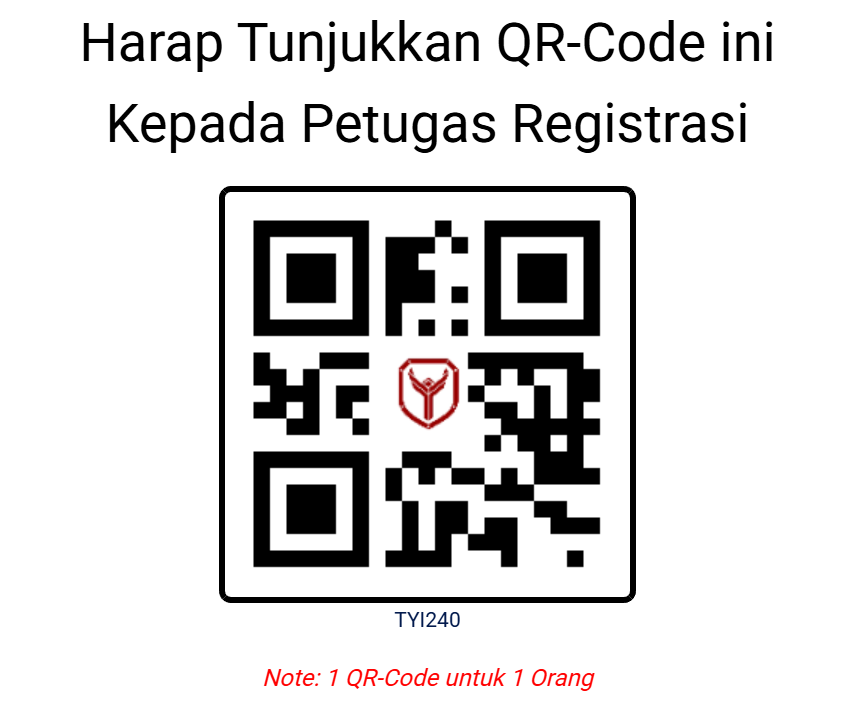 Harap Tunjukkan QR-Code ini
Kepada Petugas Registrasi
TYI240
Note: 1 QR-Code untuk 1 Orang